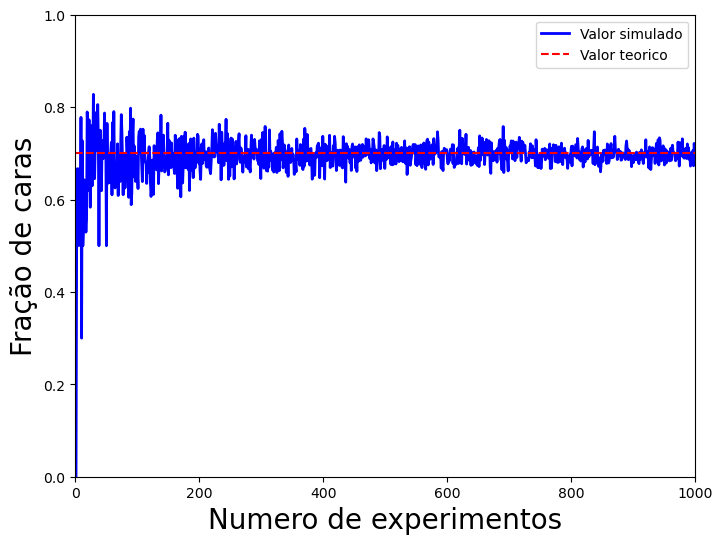 1.0
0.8
0.6
0.4
0.2
0.0
Fração de caras
Valor simulado
Valor teorico
0 200 400 600 800 1000
Numero de experimentos